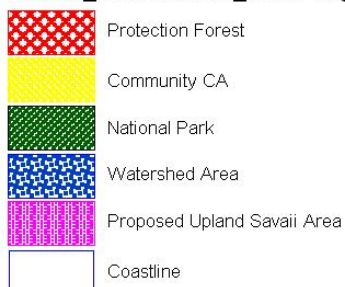 Protection Forest
Community CA
National Park
Watershed Area
Proposed Upland Savaii Area
Coastline